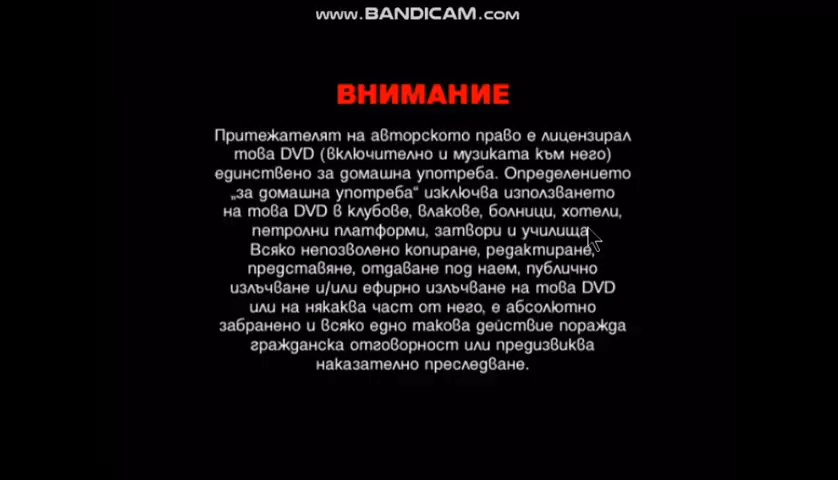 www.BANDICAM.com
ВНИМАНИЕ
Притежателят на авторското право е лицензирал
това DVD (включително и музиката към него)
единствено за домашна употреба. Определението
„за домашна употреба“ изключва използването
на това DVD в клубове, влакове, болници, хотели,
петролни платформи, затвори и училища
Всяко непозволено копиране, редактиране,
представяне, отдаване под наем, публично
излъчване и/или ефирно излъчване на това DVD
или на някаква част от него, е абсолютно
забранено и всяко едно такова действие поражда
гражданска отговорност или предизвиква
наказателно преследване.